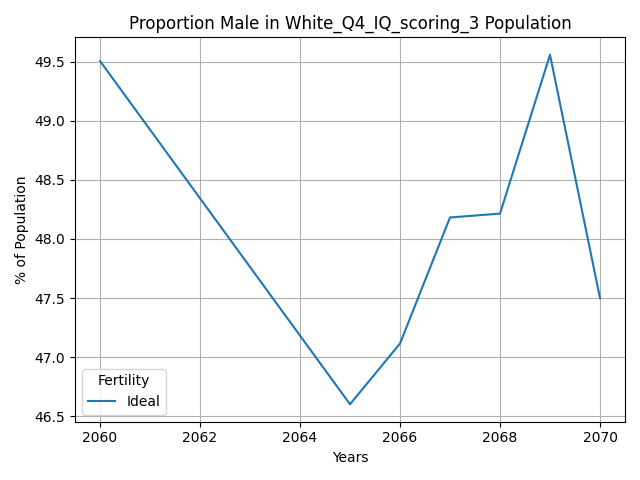 Proportion Male in White_Q4_IQ_scoring_3 Population
% of Population
49.5
49.0
48.5
48.0
47.5
47.0
46.5
Fertility
Ideal
2060
2062
2064
2066
2068
2070
Years